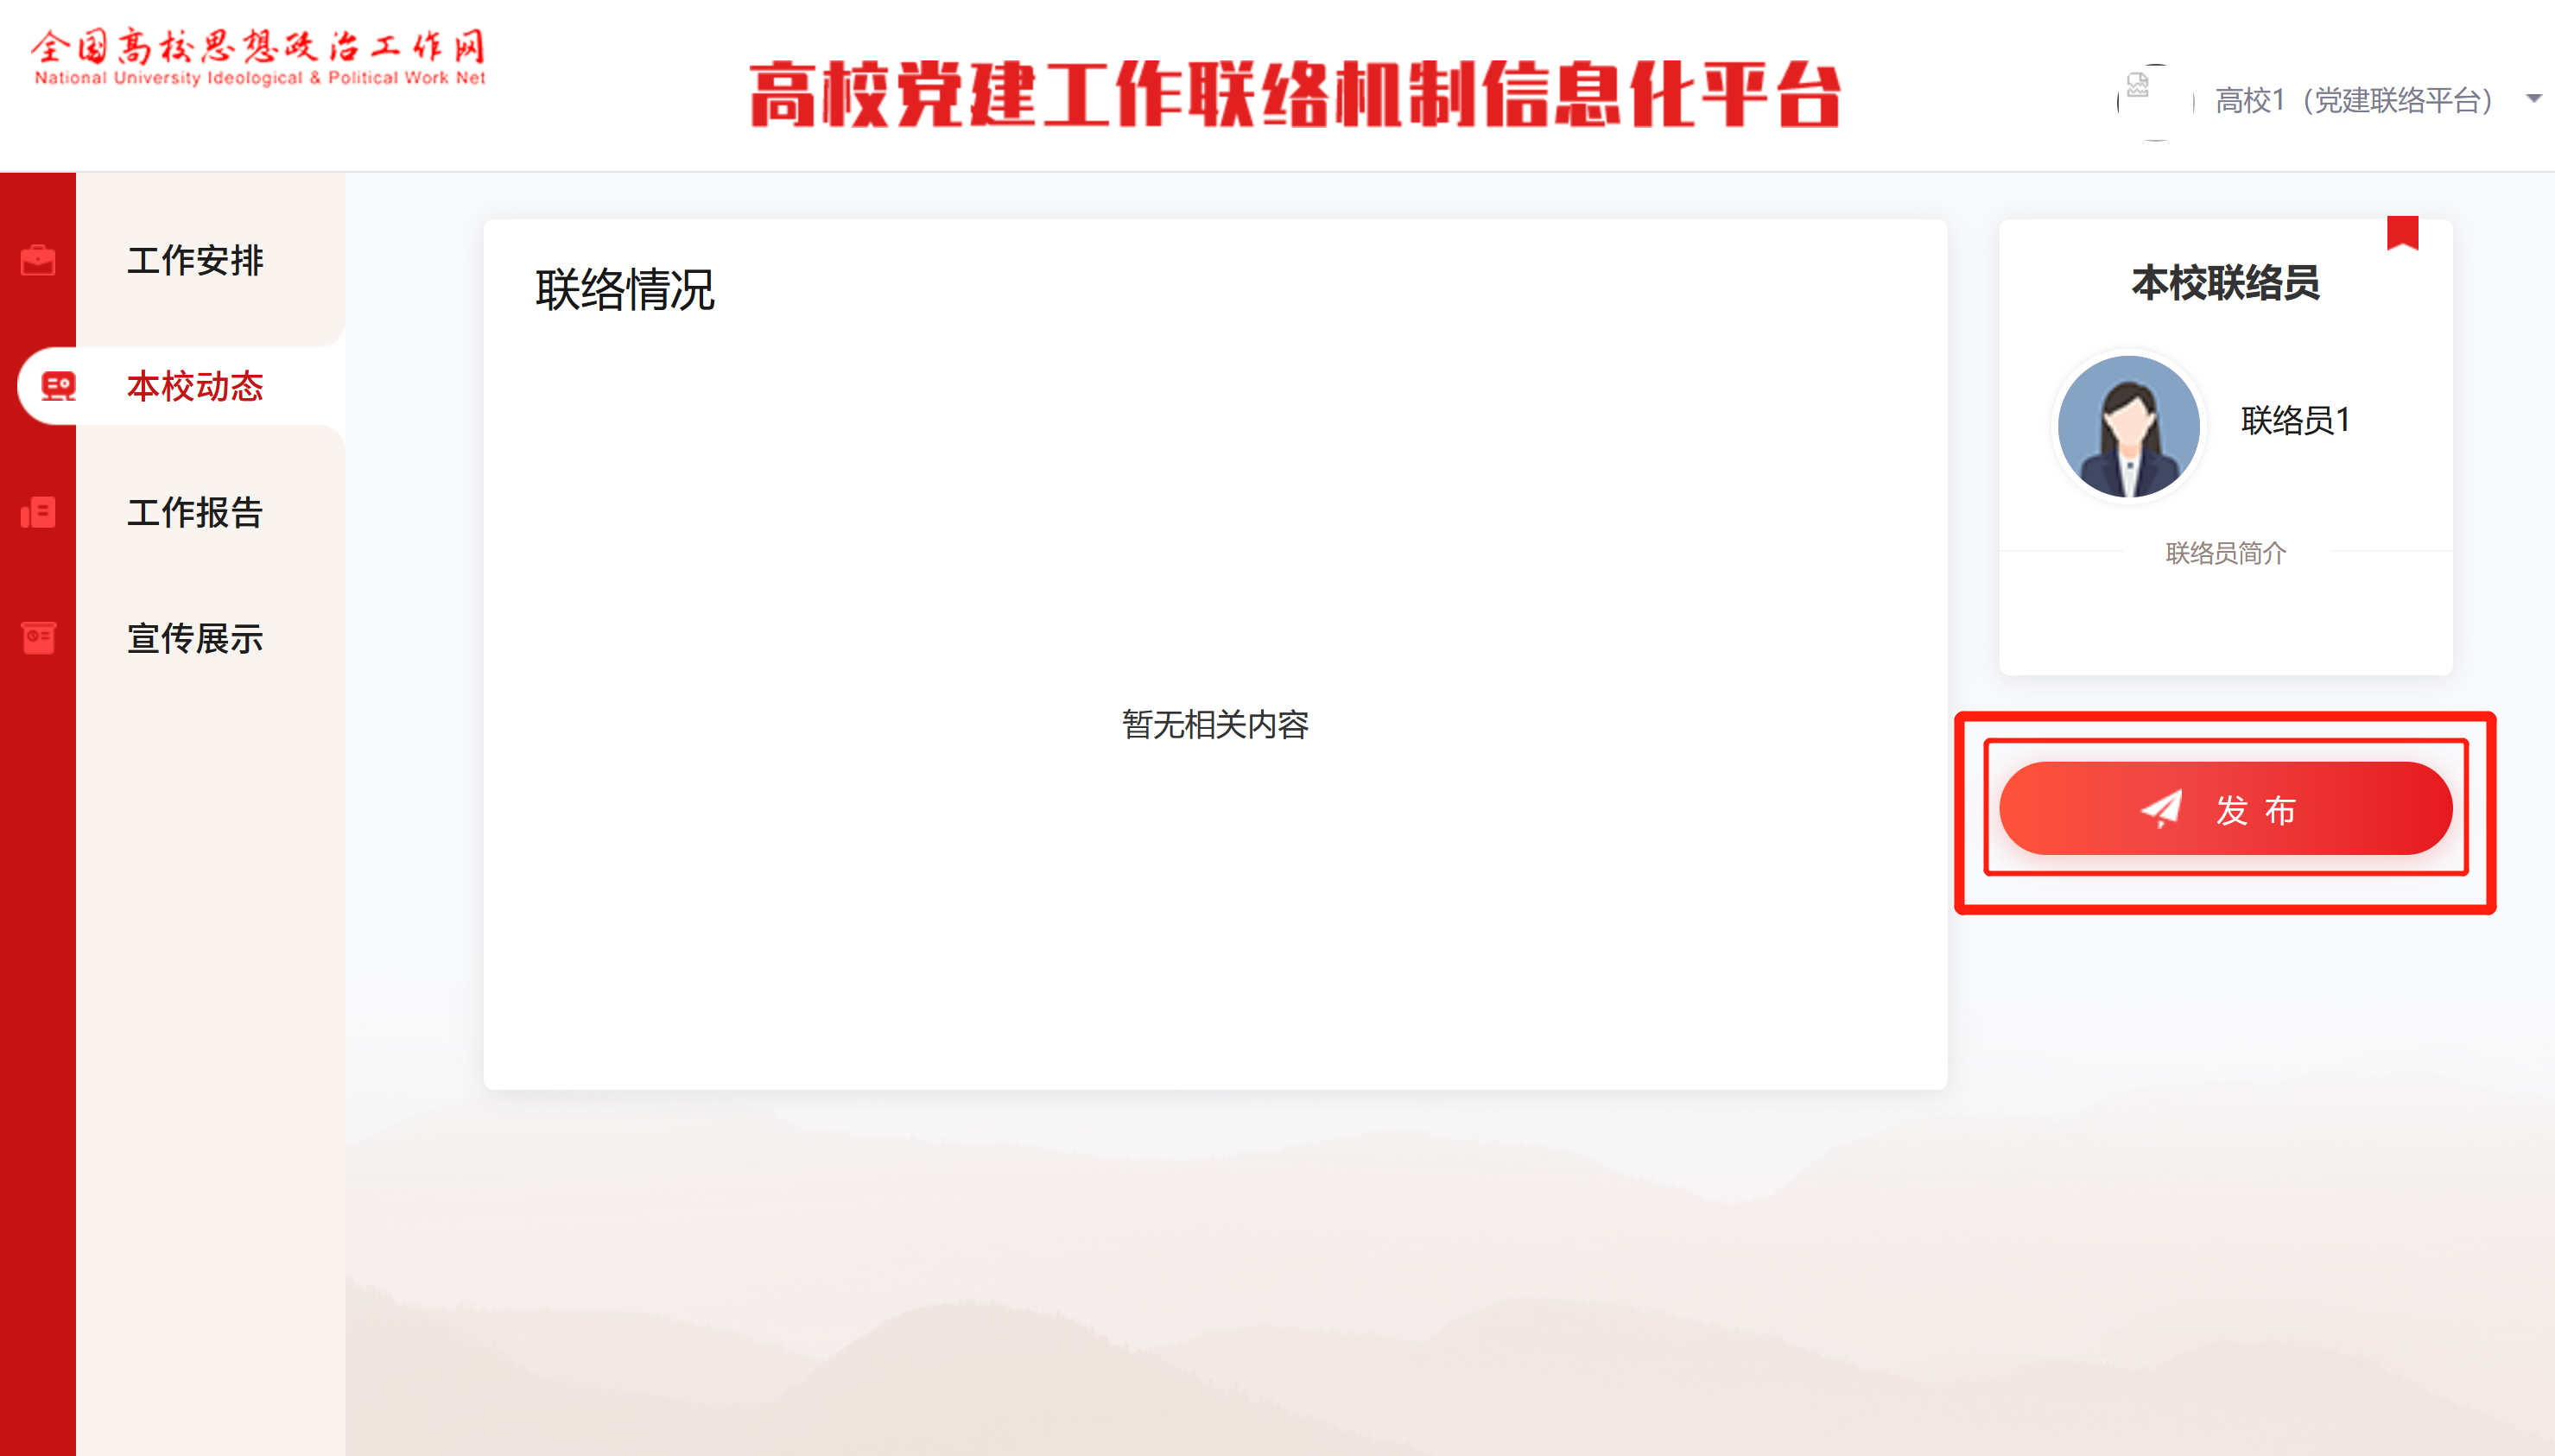 全国高校思想政治工作网
National University Ideological & Political Work Net
高校党建工作联络机制信息化平台
高校1（党建联络平台）
工作安排
本校动态
工作报告
宣传展示
联络情况
暂无相关内容
本校联络员
联络员1
联络员简介
发 布